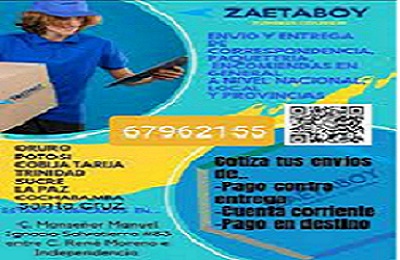 ZAETABOY
ENVIO Y ENTREGA
DE
CORRESPONDENCIA,
PAQUETERIA,
ENCOMIENDAS EN
GENERAL
A NIVEL NACIONAL
LOCAL
Y PROVINCIAS
67962155
ORURO
POTOSI
COBIJA TARIJA
TRINIDAD
SUCRE
LA PAZ
COCHABAMBA
Santa Cruz
C. Monseñor Manuel
Ignacio
entre C. René Moreno e
Independencia
Cotiza tus envios
de..
-Pago contra
entrega
-Cuenta corriente
-Pago en destino
ZAETABOY